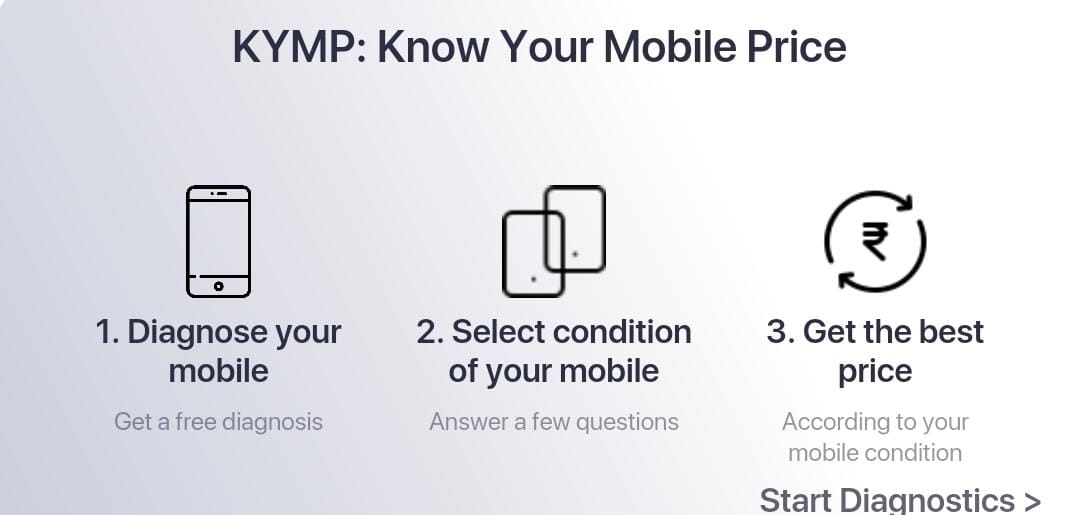 KYMP: Know Your Mobile Price
₹
1. Diagnose your
mobile
Get a free diagnosis
2. Select condition
of your mobile
Answer a few questions
3. Get the best
price
According to your
mobile condition
Start Diagnostics >